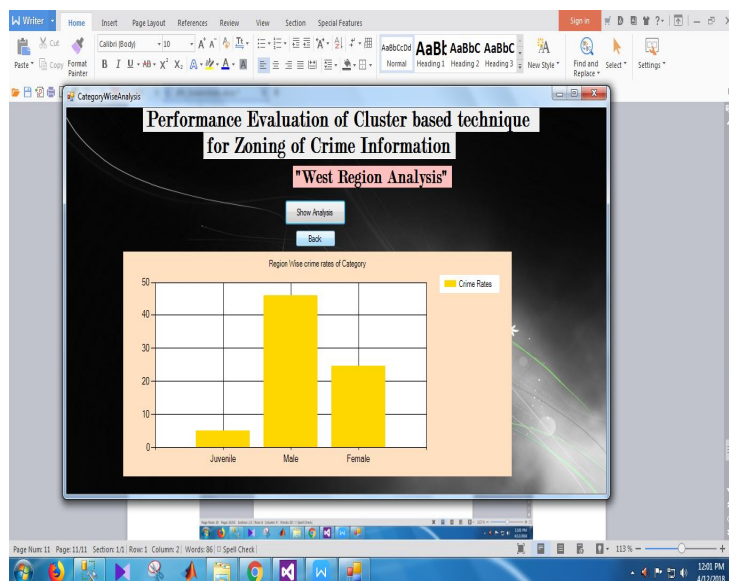 Writer
Home Insert Page Layout References Review View Section Special Features
Sign in
Paste Cut Copy Format Painter
Calibri (Body) 10
B I U AB X² X₂ A A
AaBbCcDd AaBb AaBbC AaBbC
Normal Heading 1 Heading 2 Heading 3
New Style Find and Replace Select Settings
CategoryWiseAnalysis
Performance Evaluation of Cluster based technique
for Zoning of Crime Information
"West Region Analysis"
Show Analysis
Back
Region Wise crime rates of Category
Crime Rates
50
40
30
20
10
0
Juvenile Male Female
Page Num: 11 Page: 11/11 Section: 1/1 Row: 1 Column: 2 Words: 86 Spell Check
113 %
12:01 PM
4/12/2018